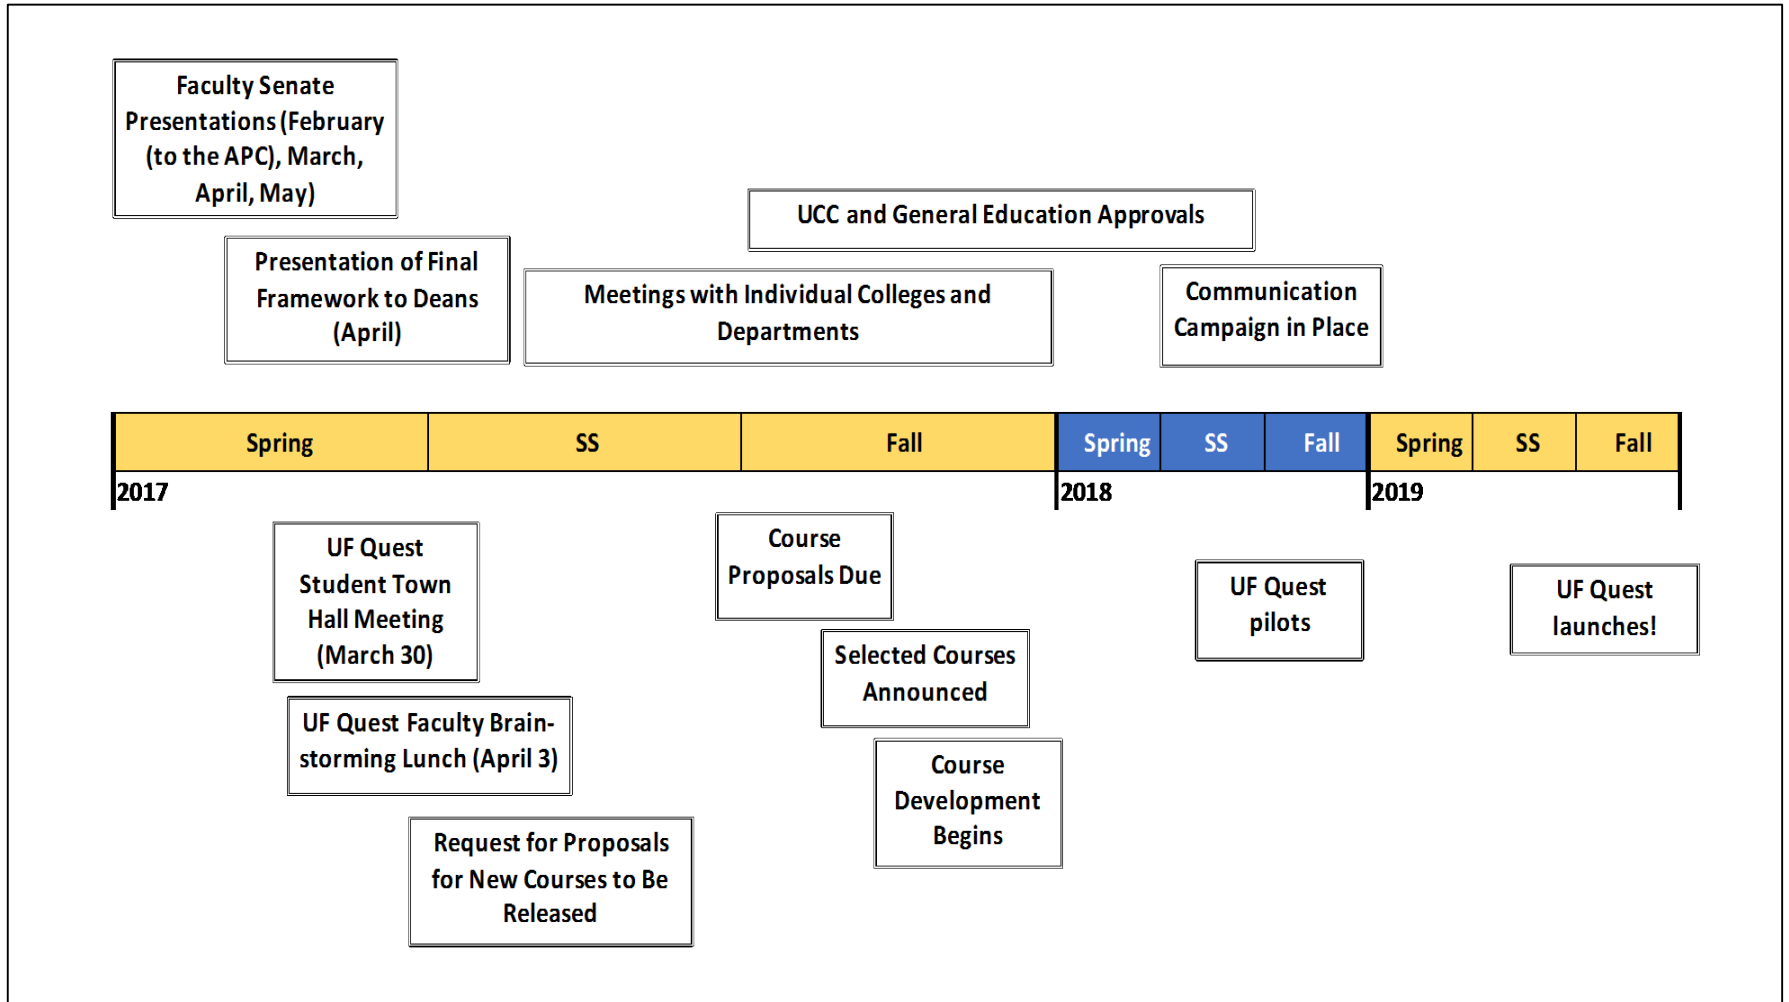 Faculty Senate
Presentations (February
(to the APC), March,
April, May)
UCC and General Education Approvals
Presentation of Final
Framework to Deans
(April)
Meetings with Individual Colleges and
Departments
Communication
Campaign in Place
Spring SS Fall Spring SS Fall Spring SS Fall
2017 2018 2019
UF Quest
Student Town
Hall Meeting
(March 30)
Course
Proposals Due
UF Quest
pilots
UF Quest
launches!
Selected Courses
Announced
UF Quest Faculty Brain-
storming Lunch (April 3)
Course
Development
Begins
Request for Proposals
for New Courses to Be
Released